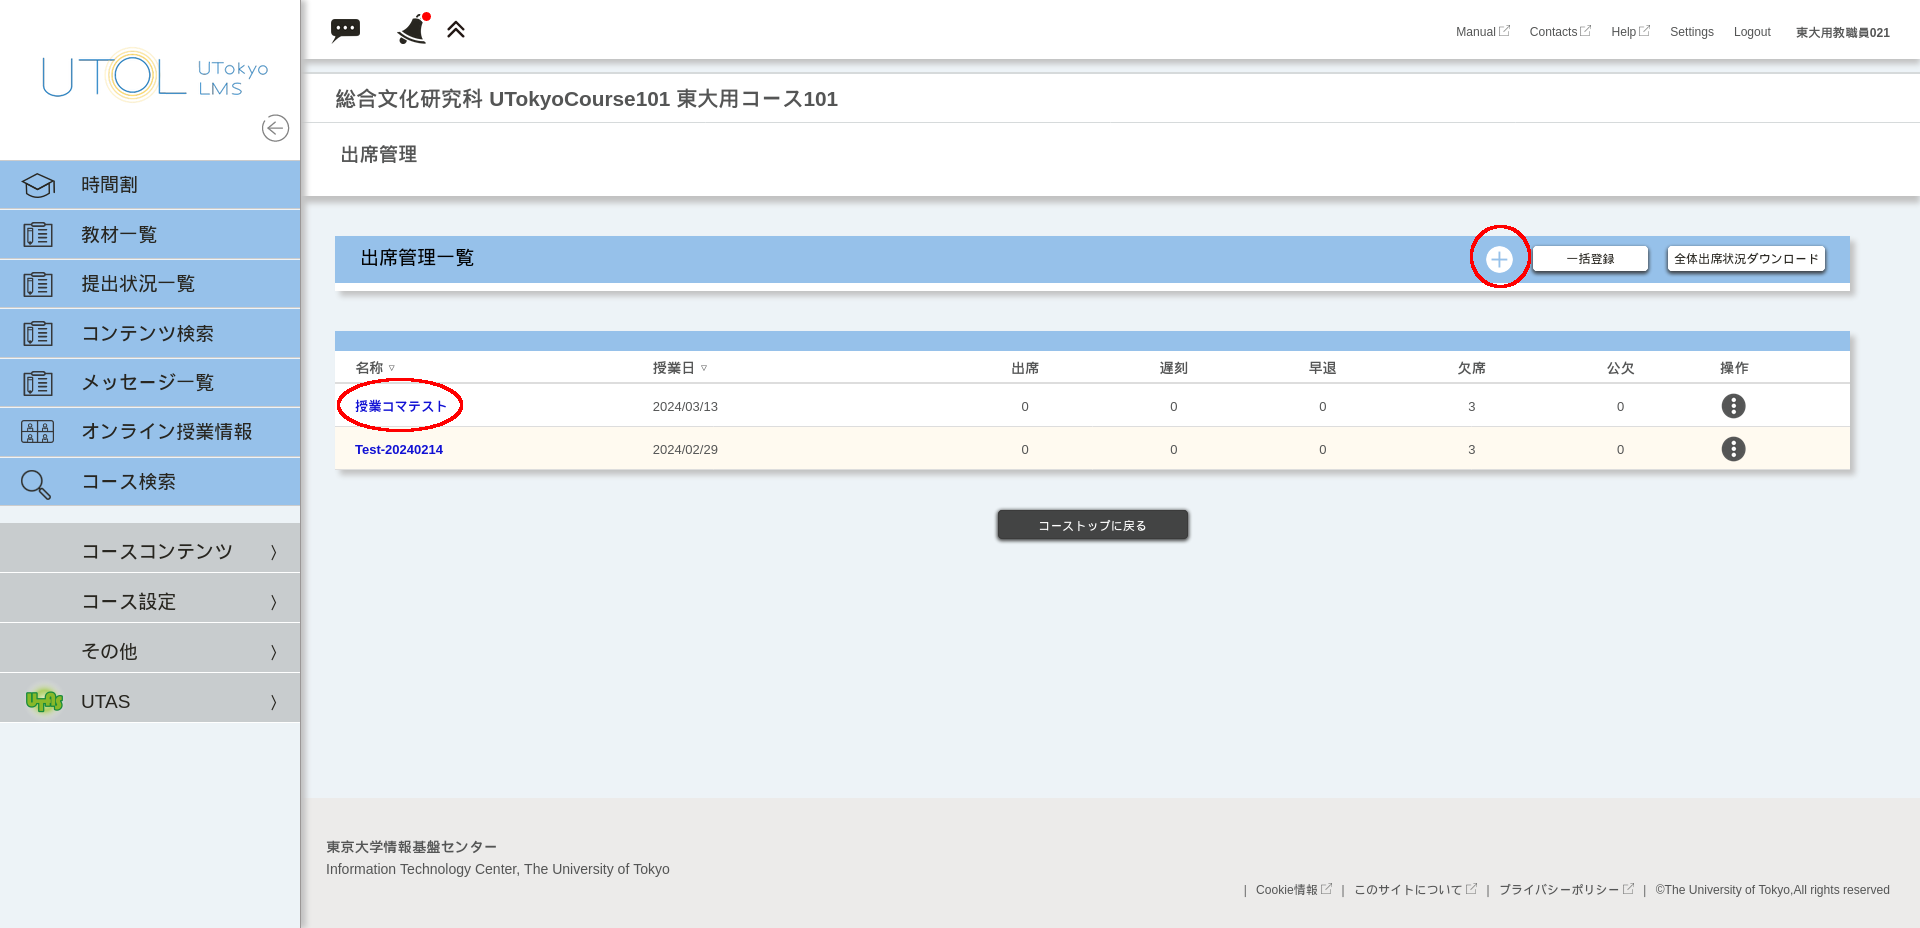 UTOL UTokyo LMS
Manual Contacts Help Settings Logout 東大用教職員021
総合文化研究科 UTokyoCourse101 東大用コース101
出席管理
時間割
教材一覧
提出状況一覧
コンテンツ検索
メッセージ一覧
オンライン授業情報
コース検索
コースコンテンツ 〉
コース設定 〉
その他 〉
UTAS UTAS 〉
出席管理一覧 一括登録 全体出席状況ダウンロード
名称 ▽ 授業日 ▽ 出席 遅刻 早退 欠席 公欠 操作
授業コマテスト 2024/03/13 0 0 0 3 0
Test-20240214 2024/02/29 0 0 0 3 0
コーストップに戻る
東京大学情報基盤センター
Information Technology Center, The University of Tokyo
| Cookie情報 | このサイトについて | プライバシーポリシー | ©The University of Tokyo,All rights reserved